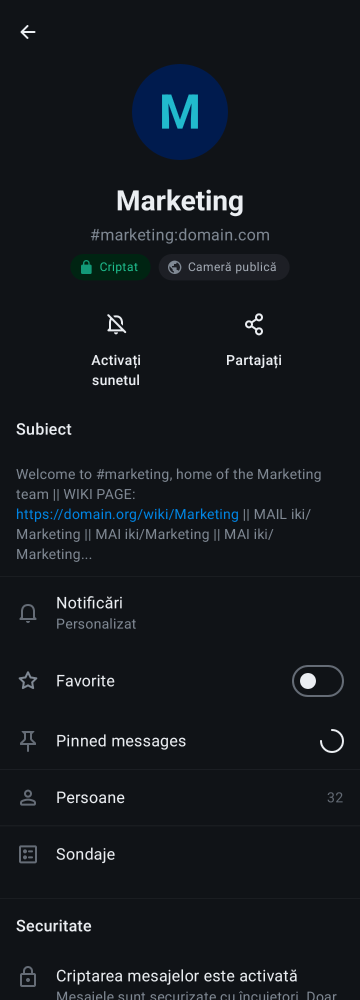 M
Marketing
#marketing:domain.com
Criptat
Cameră publică
Activați
sunetul
Partajați
Subiect
Welcome to #marketing, home of the Marketing
team || WIKI PAGE:
https://domain.org/wiki/Marketing || MAIL iki/
Marketing || MAI iki/Marketing || MAI iki/
Marketing...
Notificări
Personalizat
Favorite
Pinned messages
Persoane
32
Sondaje
Securitate
Criptarea mesajelor este activată
Mesajele sunt securizate cu încuietori. Doar